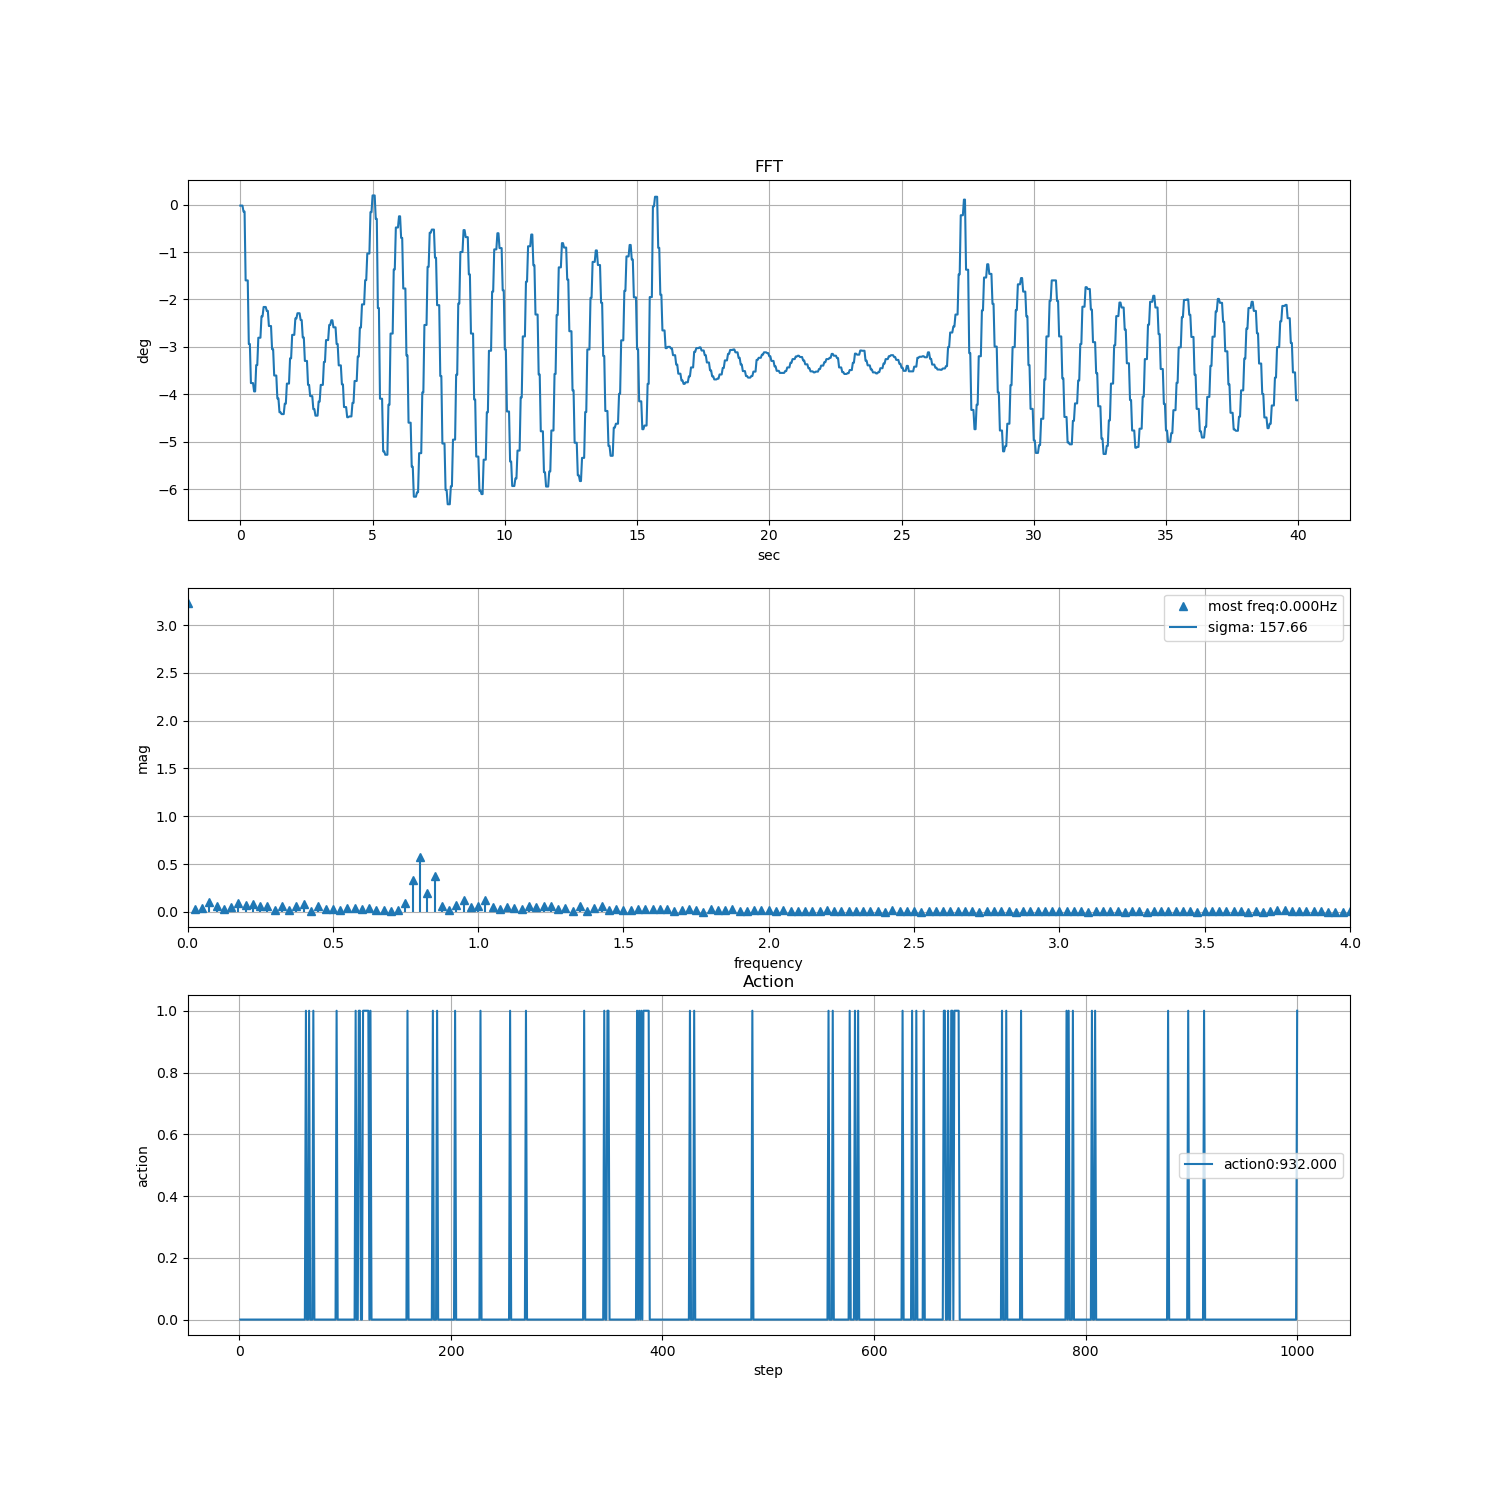 FFT
0
−1
−2
−3
−4
−5
−6
deg
0 5 10 15 20 25 30 35 40
sec
most freq:0.000Hz
sigma: 157.66
3.0
2.5
2.0
1.5
1.0
0.5
0.0
mag
0.0 0.5 1.0 1.5 2.0 2.5 3.0 3.5 4.0
frequency
Action
1.0
0.8
0.6
0.4
0.2
0.0
action
action0:932.000
0 200 400 600 800 1000
step